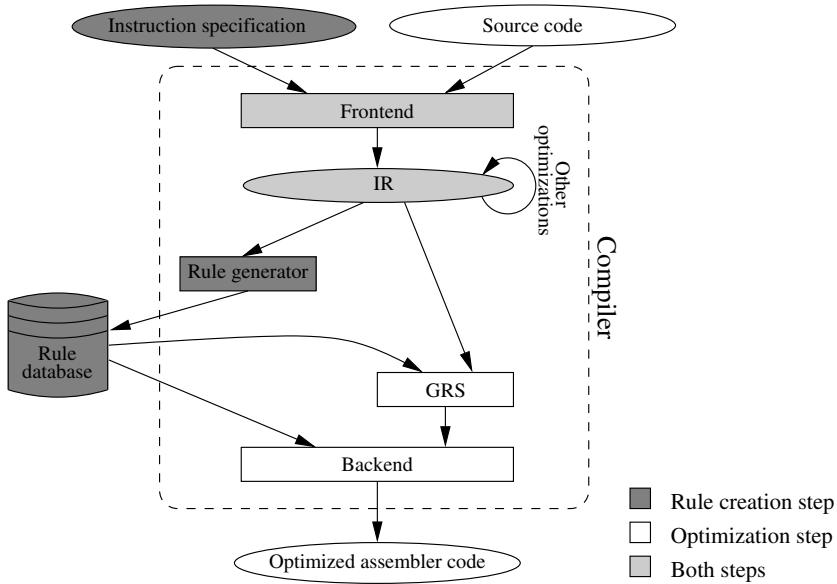 Instruction specification
Source code
Frontend
IR
Other
optimizations
Rule generator
Compiler
Rule
database
GRS
Backend
Optimized assembler code
Rule creation step
Optimization step
Both steps